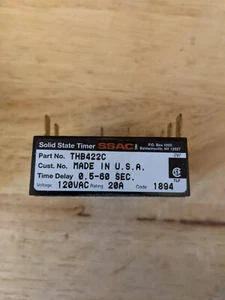 Solid State Timer SSAC P.O. Box 1000
Baldwinsville, NY 13027
Part No. THB422C
Cust. No. MADE IN U.S.A.
Time Delay 0.5-60 SEC.
Voltage 120VAC Rating 20A Code 1894